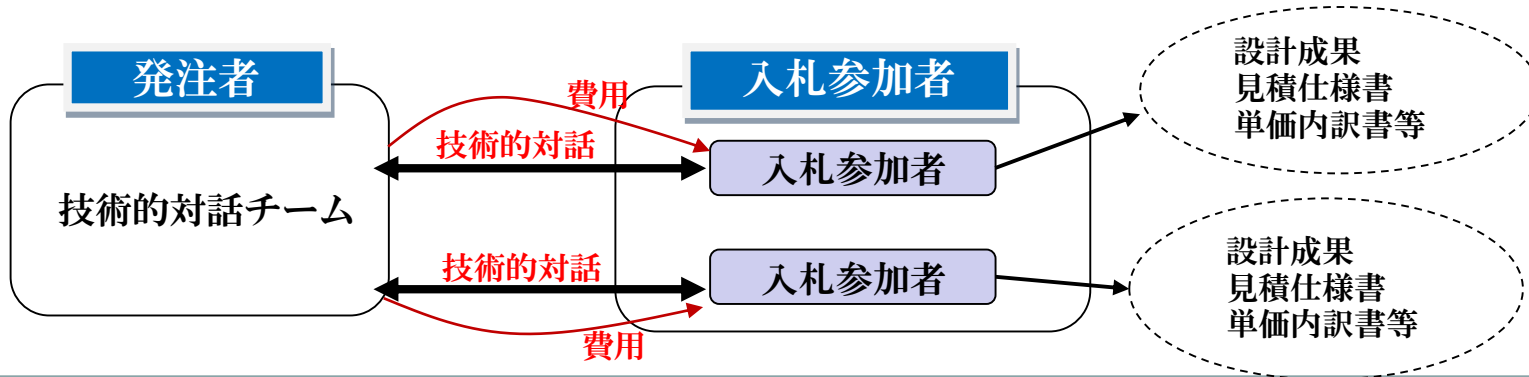 発注者
技術的対話チーム
費用
技術的対話
技術的対話
費用
入札参加者
入札参加者
入札参加者
設計成果
見積仕様書
単価内訳書等
設計成果
見積仕様書
単価内訳書等